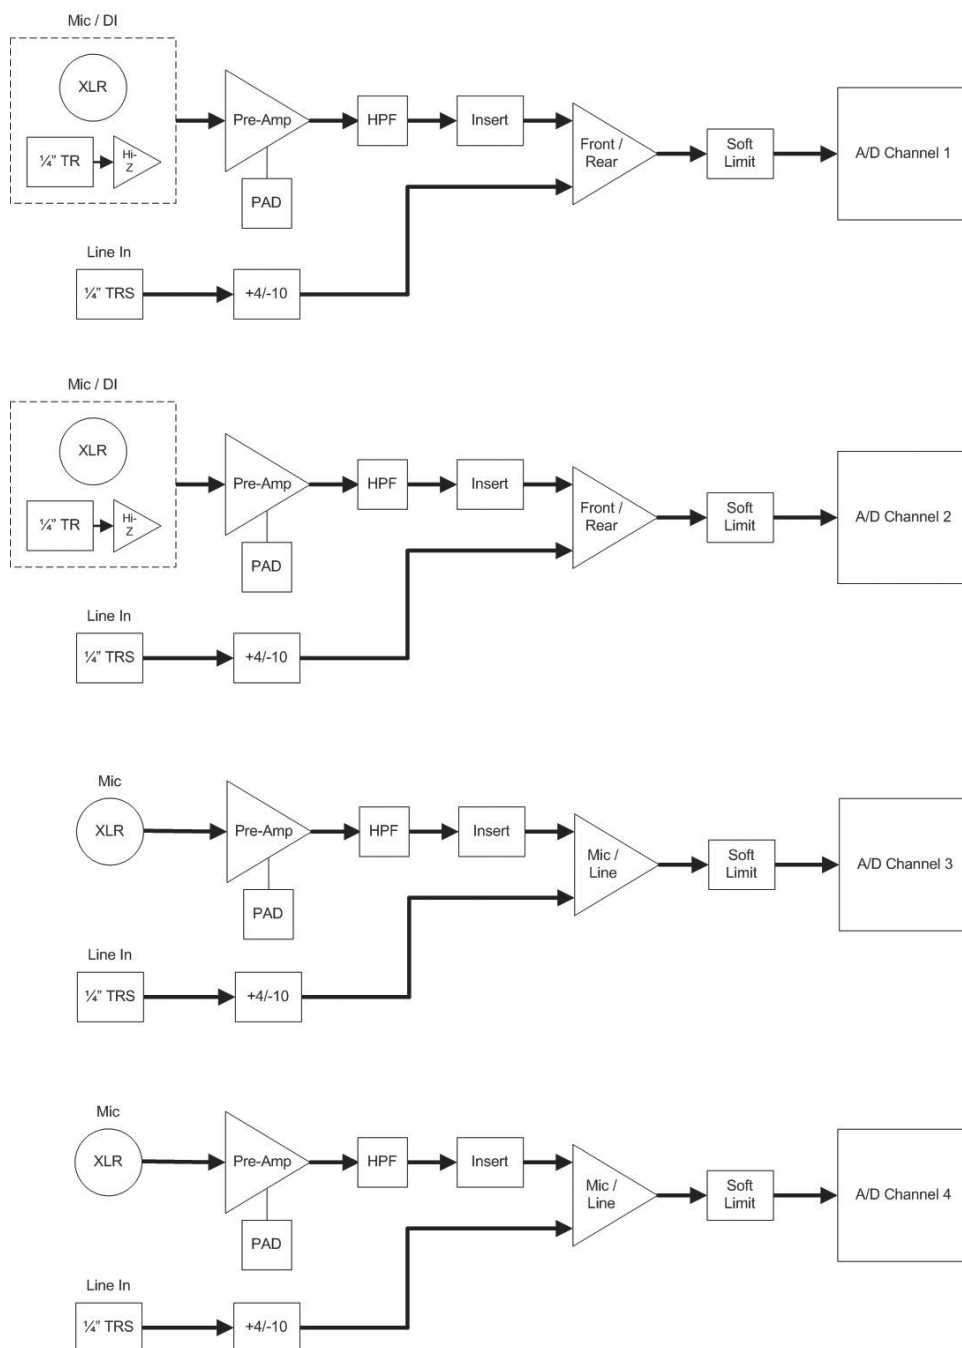 Mic / DI
XLR
¼" TR
Hi-
Z
Pre-Amp
PAD
HPF
Insert
Front /
Rear
Soft
Limit
A/D Channel 1
Line In
¼" TRS
+4/-10
Mic / DI
XLR
¼" TR
Hi-
Z
Pre-Amp
PAD
HPF
Insert
Front /
Rear
Soft
Limit
A/D Channel 2
Line In
¼" TRS
+4/-10
Mic
XLR
Pre-Amp
PAD
HPF
Insert
Mic /
Line
Soft
Limit
A/D Channel 3
Line In
¼" TRS
+4/-10
Mic
XLR
Pre-Amp
PAD
HPF
Insert
Mic /
Line
Soft
Limit
A/D Channel 4
Line In
¼" TRS
+4/-10